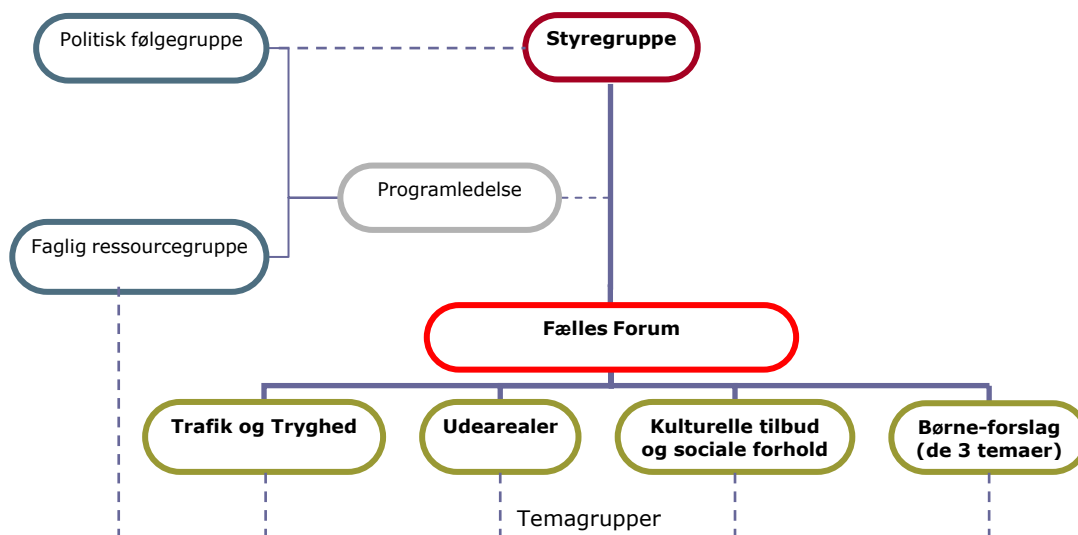 Politisk følgegruppe
Styregruppe
Programledelse
Faglig ressourcegruppe
Fælles Forum
Trafik og Tryghed
Udearealer
Kulturelle tilbud
og sociale forhold
Børne-forslag
(de 3 temaer)
Temagrupper